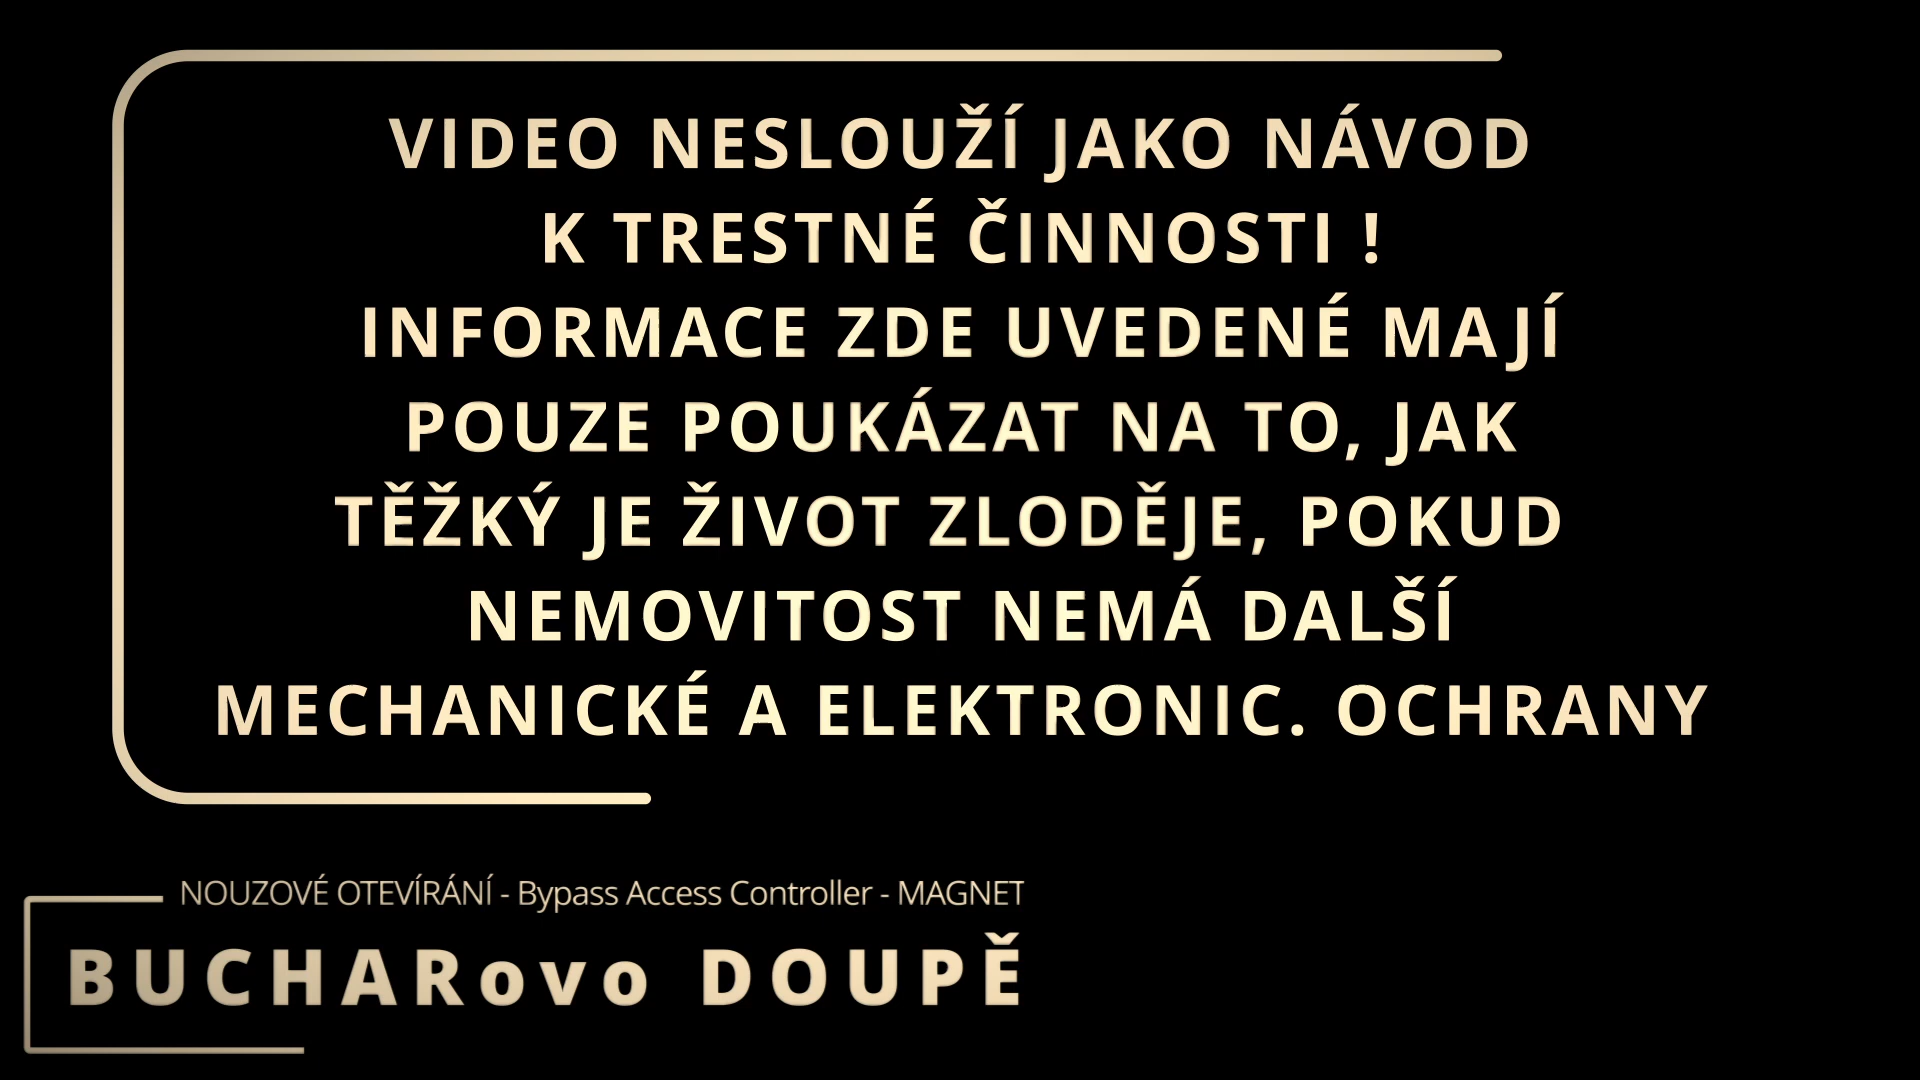 VIDEO NESLOUŽÍ JAKO NÁVOD
K TRESTNÉ ČINNOSTI !
INFORMACE ZDE UVEDENÉ MAJÍ
POUZE POUKÁZAT NA TO, JAK
TĚŽKÝ JE ŽIVOT ZLODĚJE, POKUD
NEMOVITOST NEMÁ DALŠÍ
MECHANICKÉ A ELEKTRONIC. OCHRANY
NOUZOVÉ OTEVÍRÁNÍ - Bypass Access Controller - MAGNET
BUCHARovo DOUPĚ